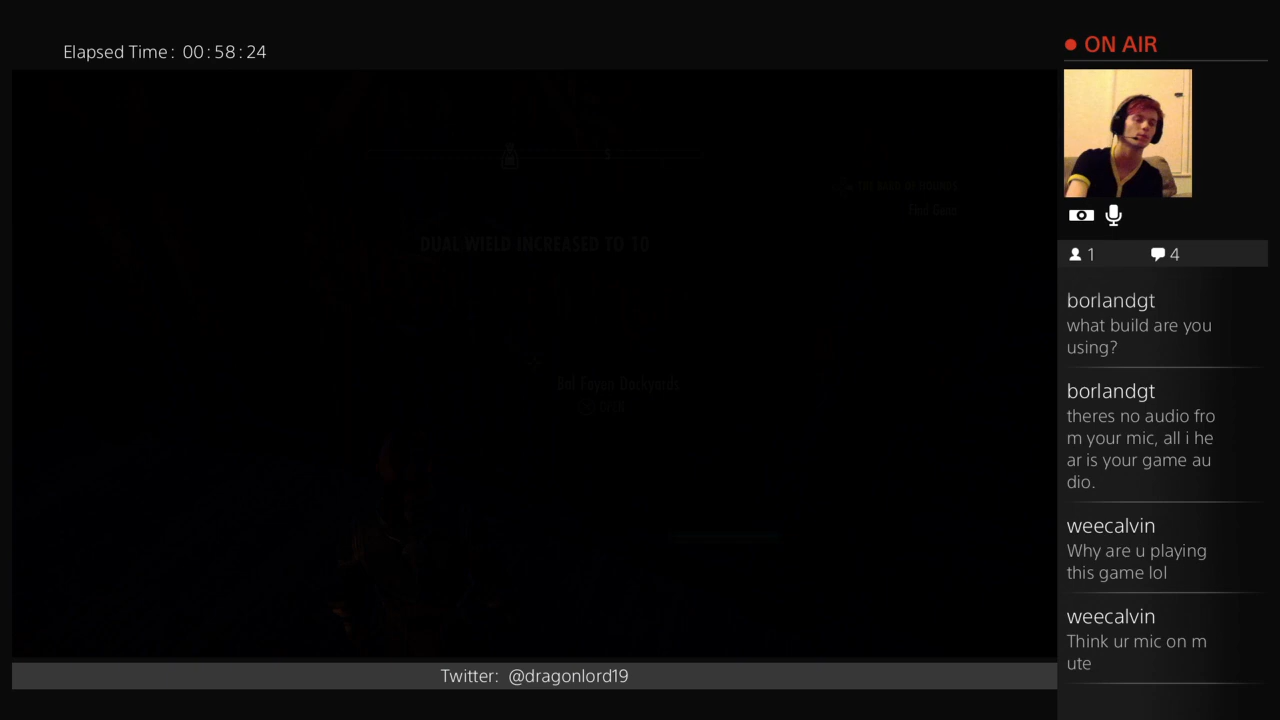 Elapsed Time: 00:58:24
ON AIR
1 4
DUAL WIELD INCREASED TO 10
borlandgt
what build are you
using?
borlandgt
theres no audio fro
m your mic, all i he
ar is your game au
dio.
weecalvin
Why are u playing
this game lol
weecalvin
Think ur mic on m
ute
Twitter: @dragonlord19